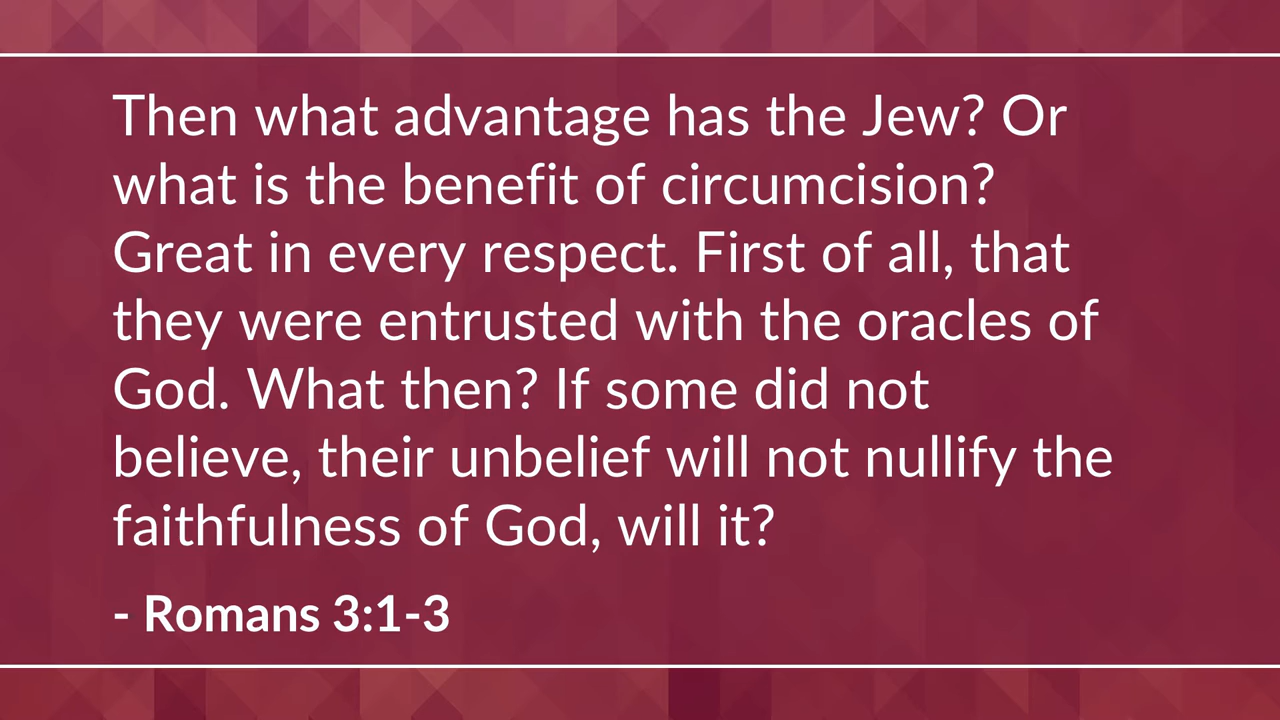 Then what advantage has the Jew? Or
what is the benefit of circumcision?
Great in every respect. First of all, that
they were entrusted with the oracles of
God. What then? If some did not
believe, their unbelief will not nullify the
faithfulness of God, will it?
- Romans 3:1-3